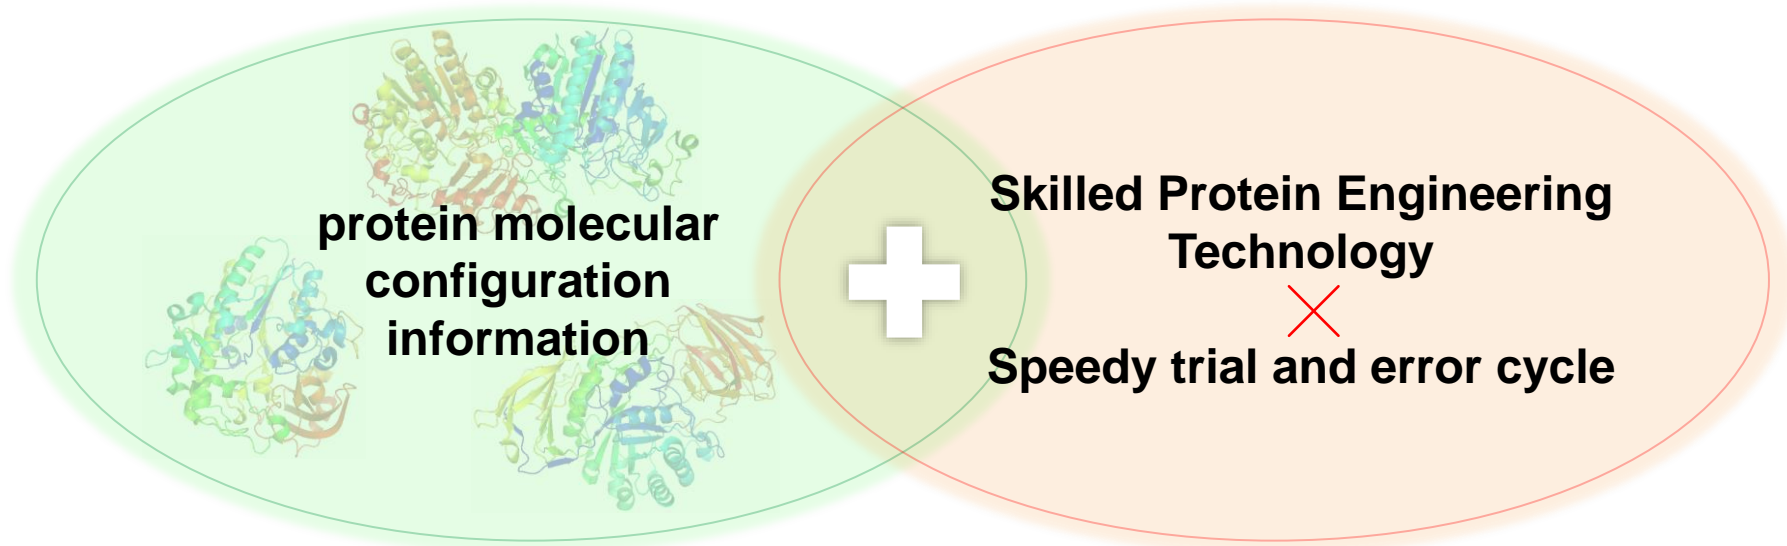 protein molecular
configuration
information
Skilled Protein Engineering
Technology
Speedy trial and error cycle